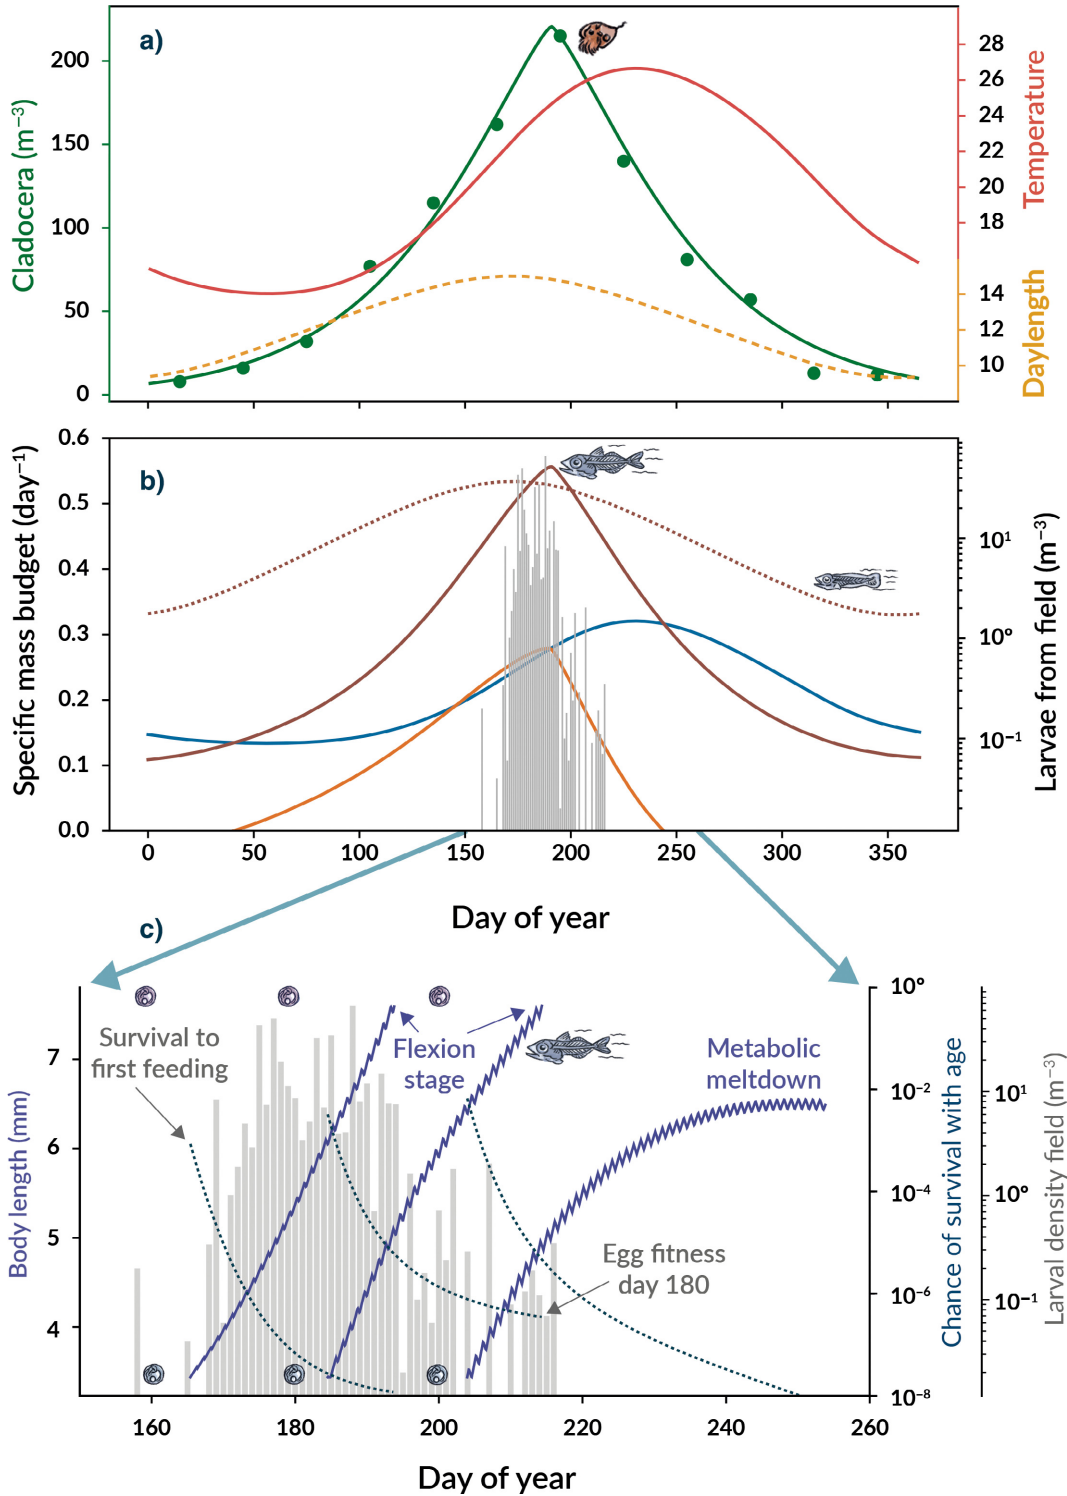 a)
200
150
100
50
0
Cladocera (m⁻³)
28
26
24
22
20
18
14
12
10
Temperature
Daylength
b)
0.6
0.5
0.4
0.3
0.2
0.1
0.0
Specific mass budget (day⁻¹)
10¹
10⁰
10⁻¹
Larvae from field (m⁻³)
0 50 100 150 200 250 300 350
Day of year
c)
Survival to
first feeding
Flexion
stage
Metabolic
meltdown
Egg fitness
day 180
7
6
5
4
Body length (mm)
10⁰
10⁻²
10⁻⁴
10⁻⁶
10⁻⁸
Chance of survival with age
10¹
10⁰
10⁻¹
Larval density field (m⁻³)
160 180 200 220 240 260
Day of year